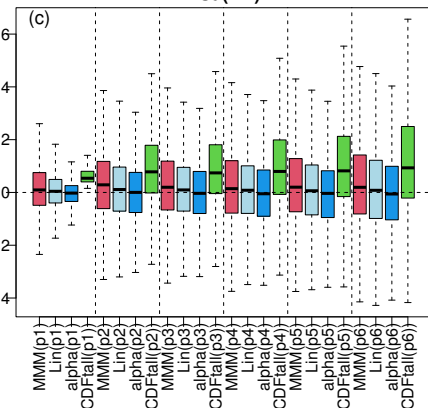 (c)
6
4
2
0
2
4
MMM(p1)
Lin(p1)
alpha(p1)
CDFtall(p1))
MMM(p2)
Lin(p2)
alpha(p2)
CDFtall(p2))
MMM(p3)
Lin(p3)
alpha(p3)
CDFtall(p3))
MMM(p4)
Lin(p4)
alpha(p4)
CDFtall(p4))
MMM(p5)
Lin(p5)
alpha(p5)
CDFtall(p5))
MMM(p6)
Lin(p6)
alpha(p6)
CDFtall(p6))